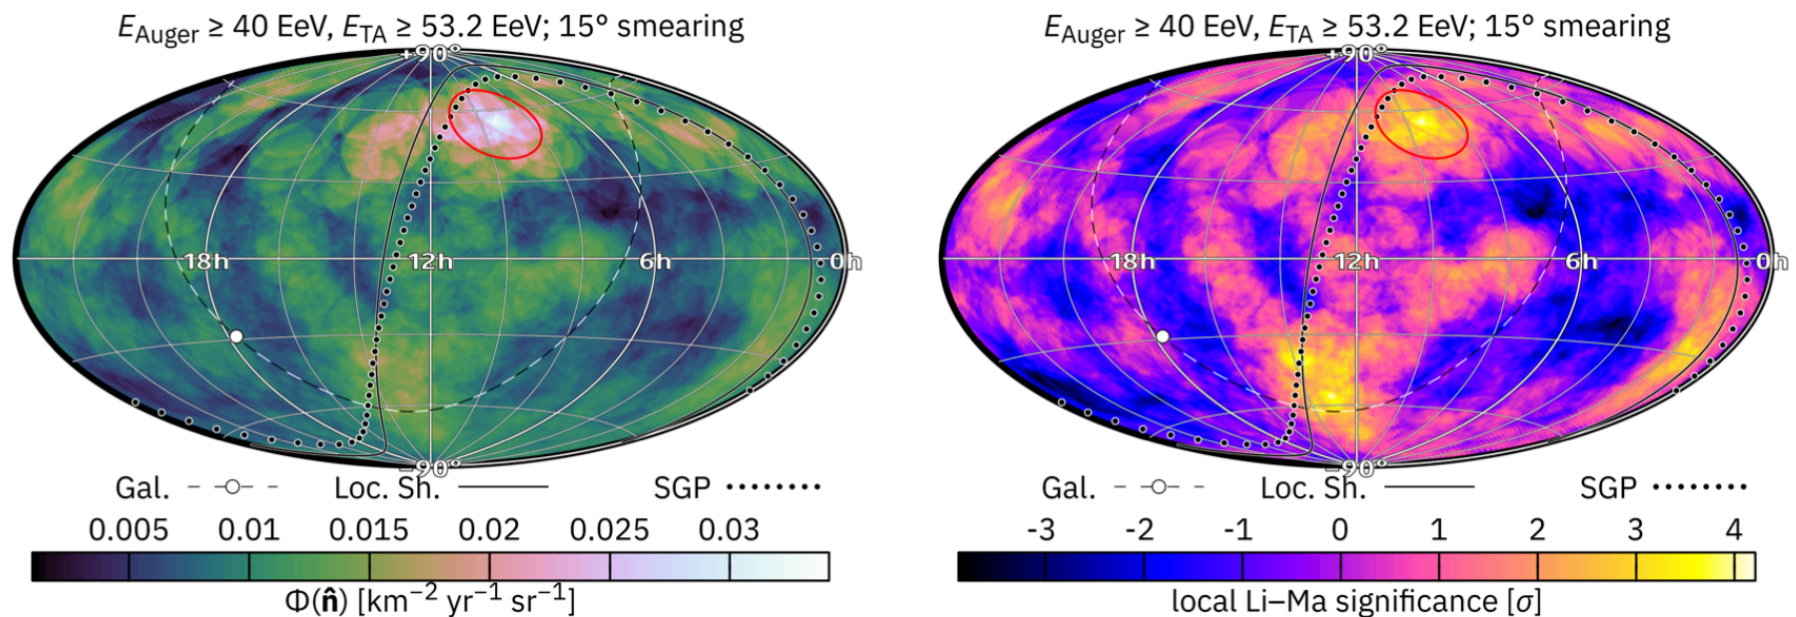 E_Auger ≥ 40 EeV, E_TA ≥ 53.2 EeV; 15° smearing
+90°
18h 12h 6h 0h
−90°
Gal. Loc. Sh. SGP
0.005 0.01 0.015 0.02 0.025 0.03
Φ(n̂) [km⁻² yr⁻¹ sr⁻¹]
E_Auger ≥ 40 EeV, E_TA ≥ 53.2 EeV; 15° smearing
+90°
18h 12h 6h 0h
−90°
Gal. Loc. Sh. SGP
-3 -2 -1 0 1 2 3 4
local Li–Ma significance [σ]